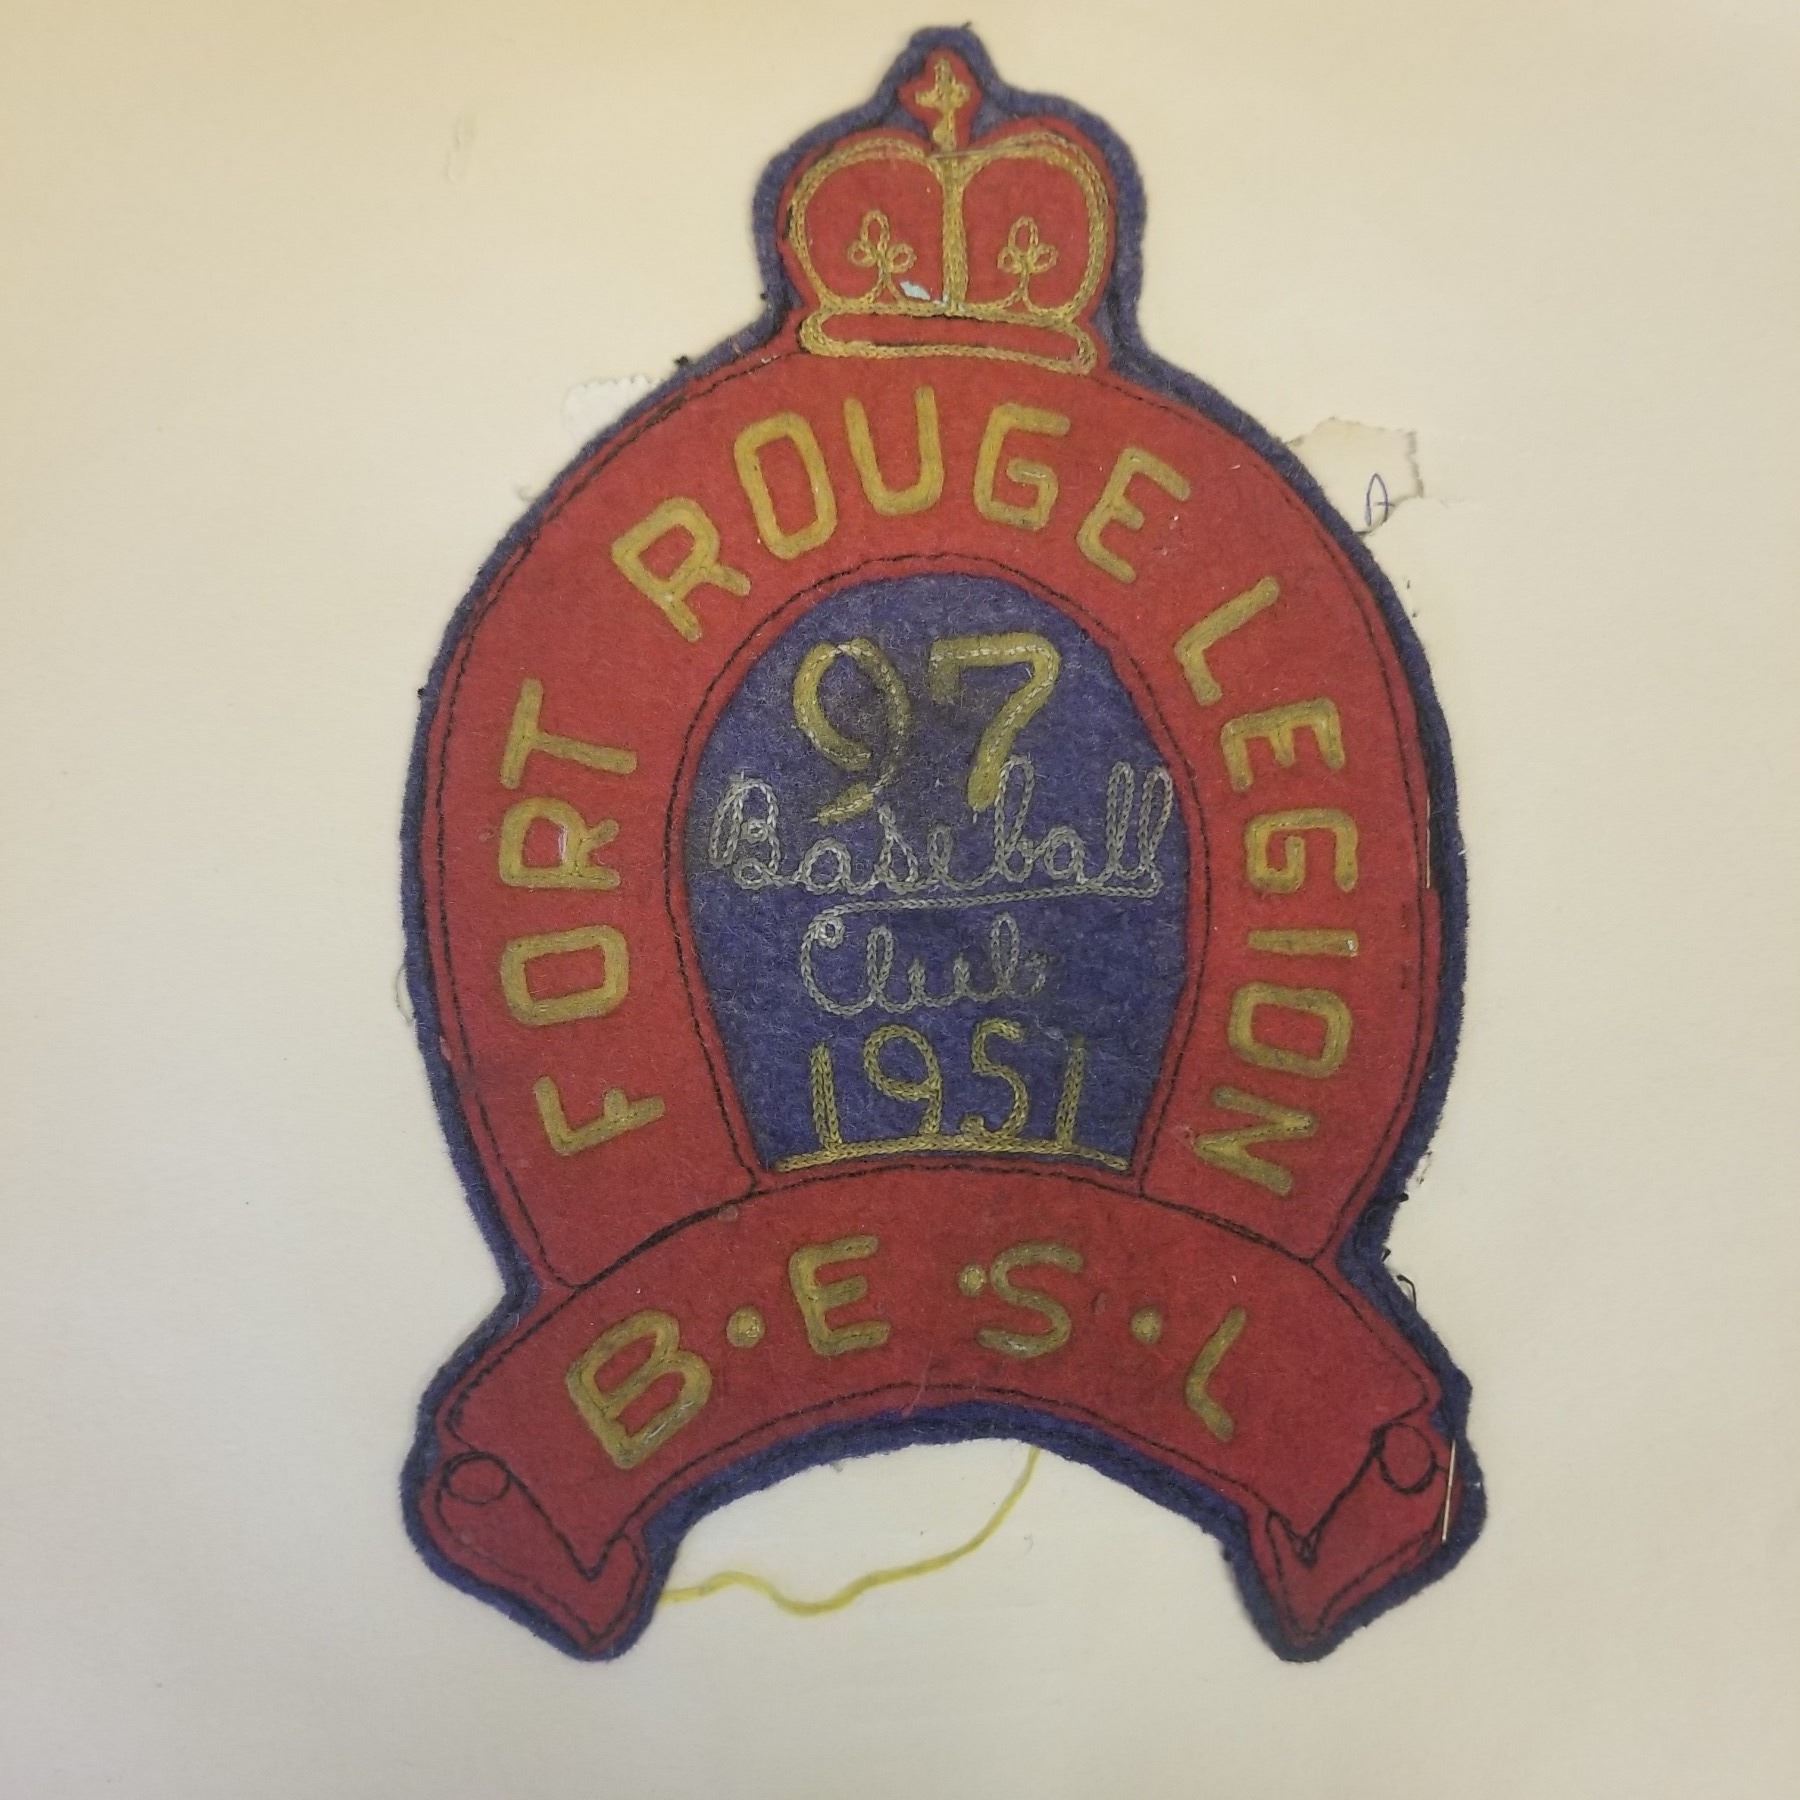 FORT ROUGE LEGION
97
Baseball
Club
1951
B·E·S·L
A